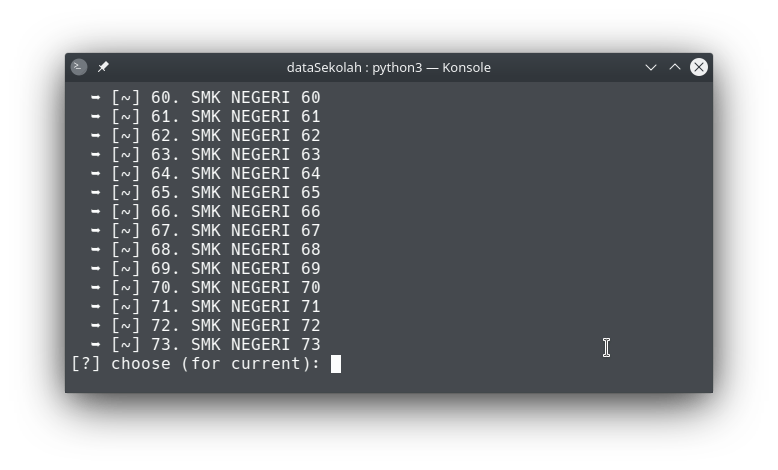 dataSekolah : python3 — Konsole
➥ [~] 60. SMK NEGERI 60
➥ [~] 61. SMK NEGERI 61
➥ [~] 62. SMK NEGERI 62
➥ [~] 63. SMK NEGERI 63
➥ [~] 64. SMK NEGERI 64
➥ [~] 65. SMK NEGERI 65
➥ [~] 66. SMK NEGERI 66
➥ [~] 67. SMK NEGERI 67
➥ [~] 68. SMK NEGERI 68
➥ [~] 69. SMK NEGERI 69
➥ [~] 70. SMK NEGERI 70
➥ [~] 71. SMK NEGERI 71
➥ [~] 72. SMK NEGERI 72
➥ [~] 73. SMK NEGERI 73
[?] choose (for current):